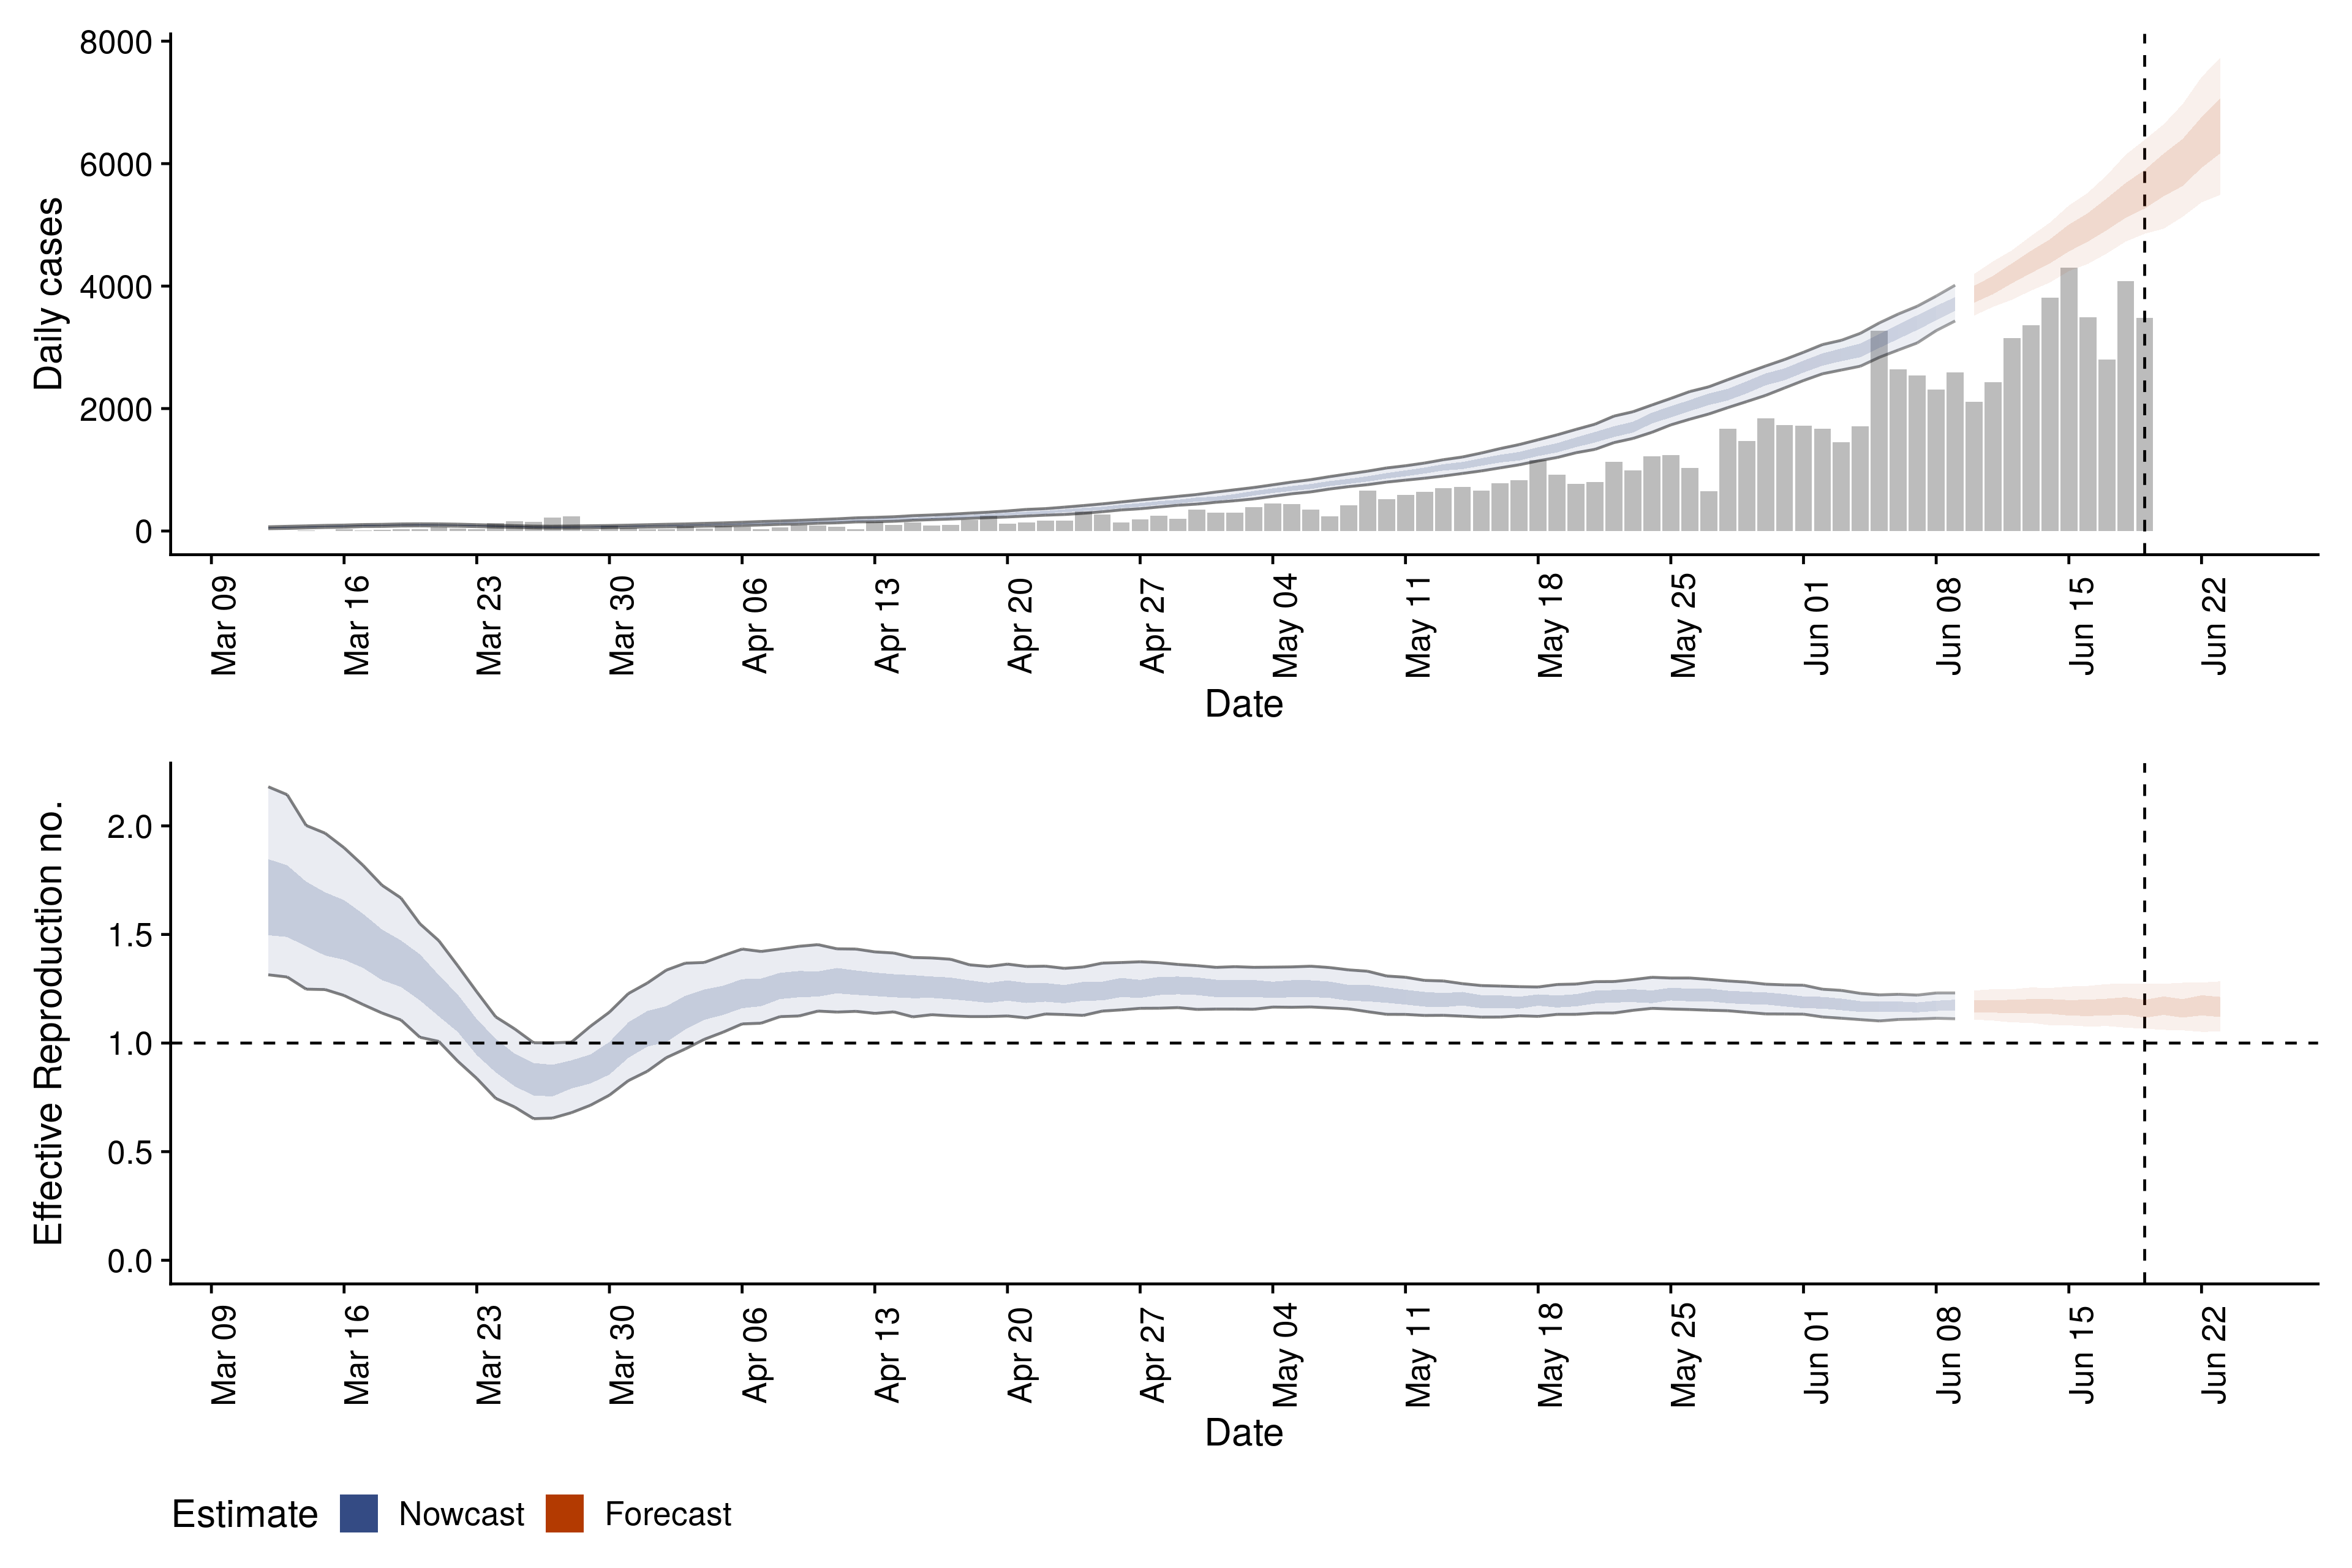 8000
6000
4000
2000
0
Daily cases
Mar 09
Mar 16
Mar 23
Mar 30
Apr 06
Apr 13
Apr 20
Apr 27
May 04
May 11
May 18
May 25
Jun 01
Jun 08
Jun 15
Jun 22
Date
2.0
1.5
1.0
0.5
0.0
Effective Reproduction no.
Mar 09
Mar 16
Mar 23
Mar 30
Apr 06
Apr 13
Apr 20
Apr 27
May 04
May 11
May 18
May 25
Jun 01
Jun 08
Jun 15
Jun 22
Date
Estimate Nowcast Forecast